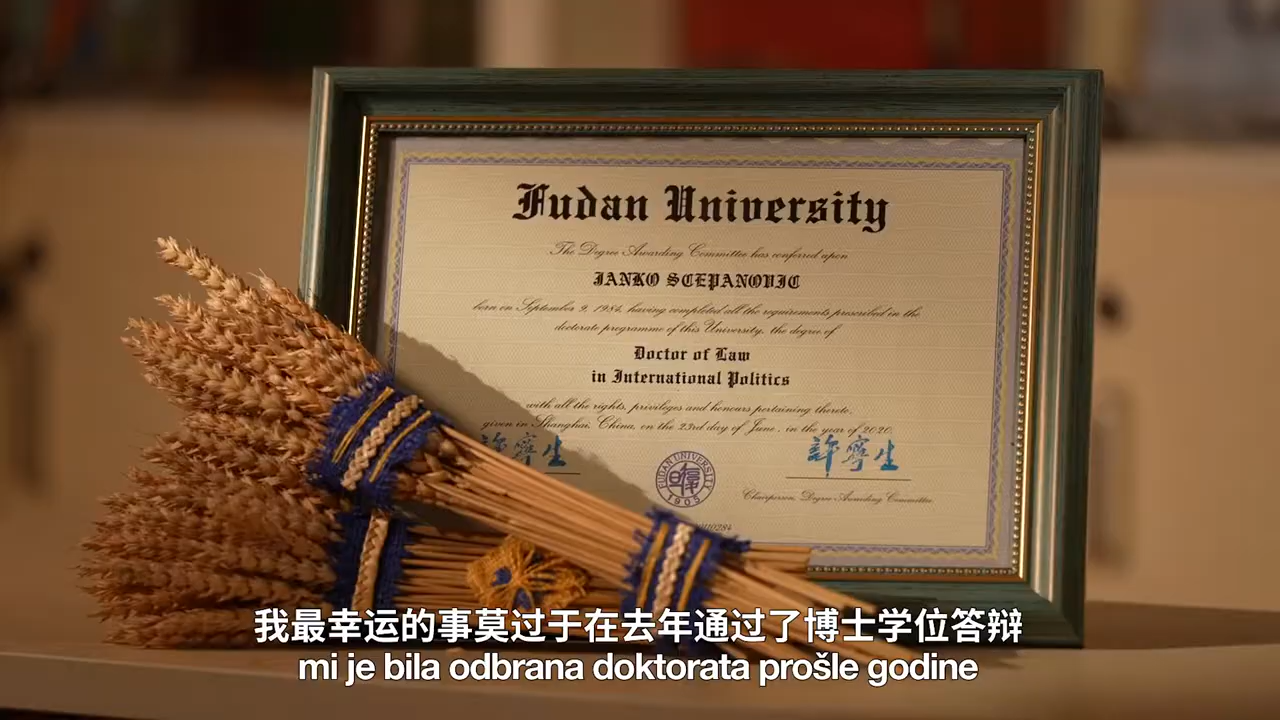 Fudan University
The Degree Awarding Committee has conferred upon
JANKO SCEPANOVIC
born on September 9, 1984, having completed all the requirements prescribed in the
doctorate programme of this University, the degree of
Doctor of Law
in International Politics
with all the rights, privileges and honours pertaining thereto,
given in Shanghai, China, on the 23rd day of June, in the year of 2020.
許寧生 許寧生
FUDAN UNIVERSITY
1905
Chairperson, Degree Awarding Committee
我最幸运的事莫过于在去年通过了博士学位答辩
mi je bila odbrana doktorata prošle godine